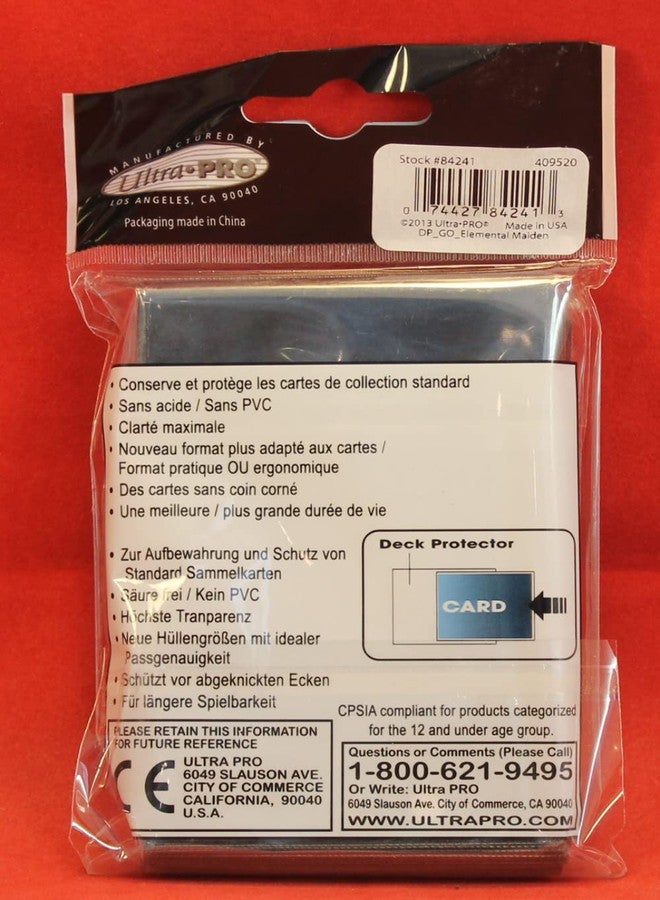 MANUFACTURED BY
Ultra•PRO
LOS ANGELES, CA 90040
Packaging made in China
Stock #84241 409520
0 74427 84241 3
©2013 Ultra•PRO® Made in USA
DP_GO_Elemental Maiden
• Conserve et protège les cartes de collection standard
• Sans acide / Sans PVC
• Clarté maximale
• Nouveau format plus adapté aux cartes /
Format pratique OU ergonomique
• Des cartes sans coin corné
• Une meilleure / plus grande durée de vie
• Zur Aufbewahrung und Schutz von
Standard Sammelkarten
• Säure frei / Kein PVC
• Höchste Tranparenz
• Neue Hüllengrößen mit idealer
Passgenauigkeit
• Schützt vor abgeknickten Ecken
• Für längere Spielbarkeit
Deck Protector
CARD
CPSIA compliant for products categorized
for the 12 and under age group.
PLEASE RETAIN THIS INFORMATION
FOR FUTURE REFERENCE
CE
ULTRA PRO
6049 SLAUSON AVE.
CITY OF COMMERCE
CALIFORNIA, 90040
U.S.A.
Questions or Comments (Please Call)
1-800-621-9495
Or Write: Ultra PRO
6049 Slauson Ave. City of Commerce, CA 90040
WWW.ULTRAPRO.COM